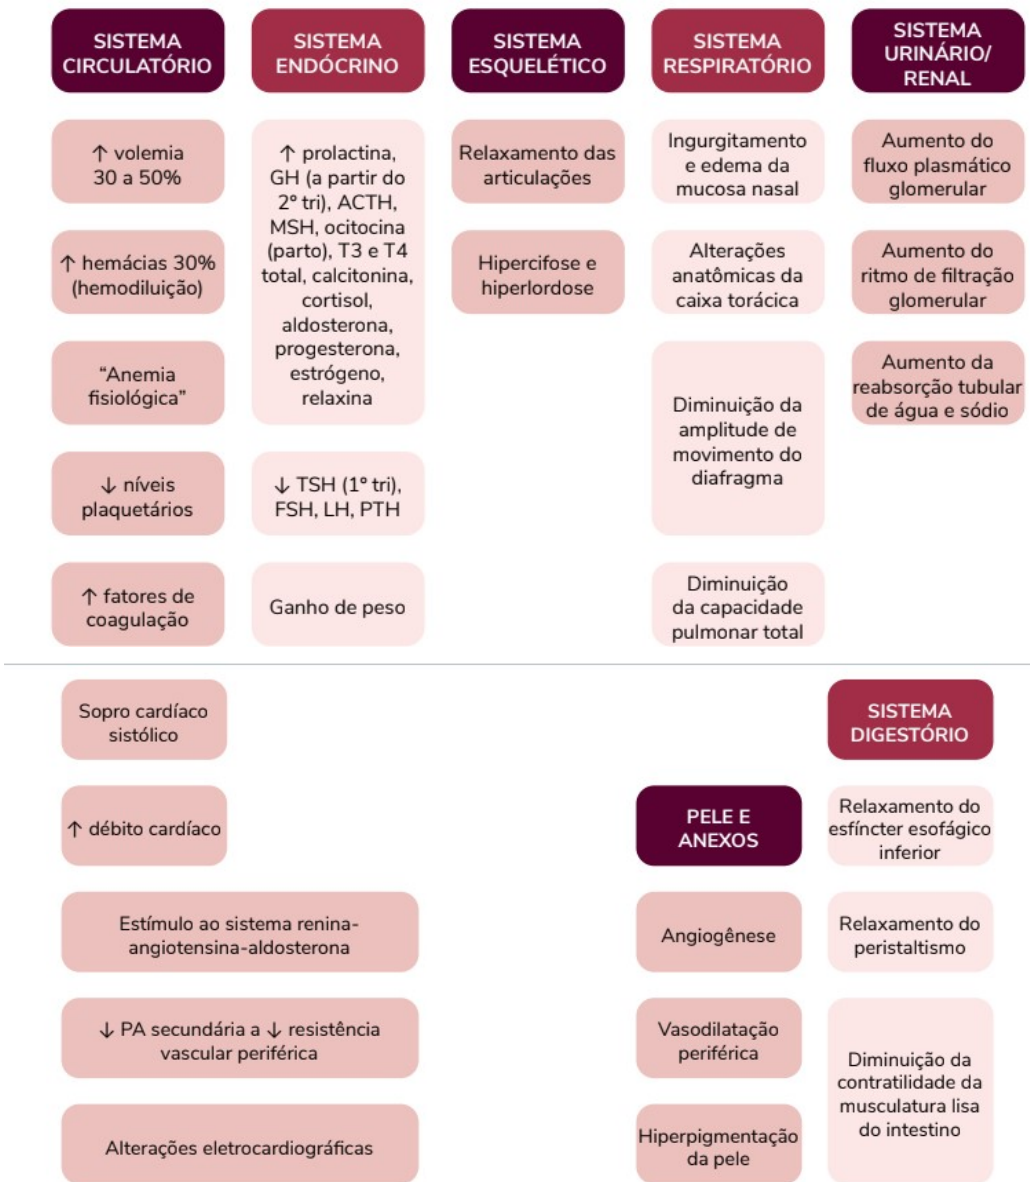 SISTEMA
CIRCULATÓRIO
↑ volemia
30 a 50%
↑ hemácias 30%
(hemodiluição)
“Anemia
fisiológica”
↓ níveis
plaquetários
↑ fatores de
coagulação
SISTEMA
ENDÓCRINO
↑ prolactina,
GH (a partir do
2º tri), ACTH,
MSH, ocitocina
(parto), T3 e T4
total, calcitonina,
cortisol,
aldosterona,
progesterona,
estrógeno,
relaxina
↓ TSH (1º tri),
FSH, LH, PTH
Ganho de peso
SISTEMA
ESQUELÉTICO
Relaxamento das
articulações
Hipercifose e
hiperlordose
SISTEMA
RESPIRATÓRIO
Ingurgitamento
e edema da
mucosa nasal
Alterações
anatômicas da
caixa torácica
Diminuição da
amplitude de
movimento do
diafragma
Diminuição
da capacidade
pulmonar total
SISTEMA
URINÁRIO/
RENAL
Aumento do
fluxo plasmático
glomerular
Aumento do
ritmo de filtração
glomerular
Aumento da
reabsorção tubular
de água e sódio
Sopro cardíaco
sistólico
↑ débito cardíaco
Estímulo ao sistema renina-
angiotensina-aldosterona
↓ PA secundária a ↓ resistência
vascular periférica
Alterações eletrocardiográficas
PELE E
ANEXOS
Angiogênese
Vasodilatação
periférica
Hiperpigmentação
da pele
SISTEMA
DIGESTÓRIO
Relaxamento do
esfíncter esofágico
inferior
Relaxamento do
peristaltismo
Diminuição da
contratilidade da
musculatura lisa
do intestino